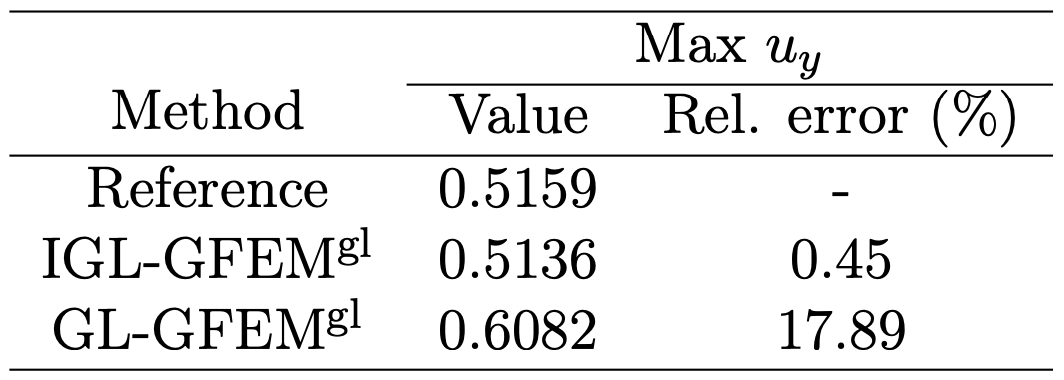 Max u_y
Method Value Rel. error (%)
Reference 0.5159 -
IGL-GFEM^gl 0.5136 0.45
GL-GFEM^gl 0.6082 17.89